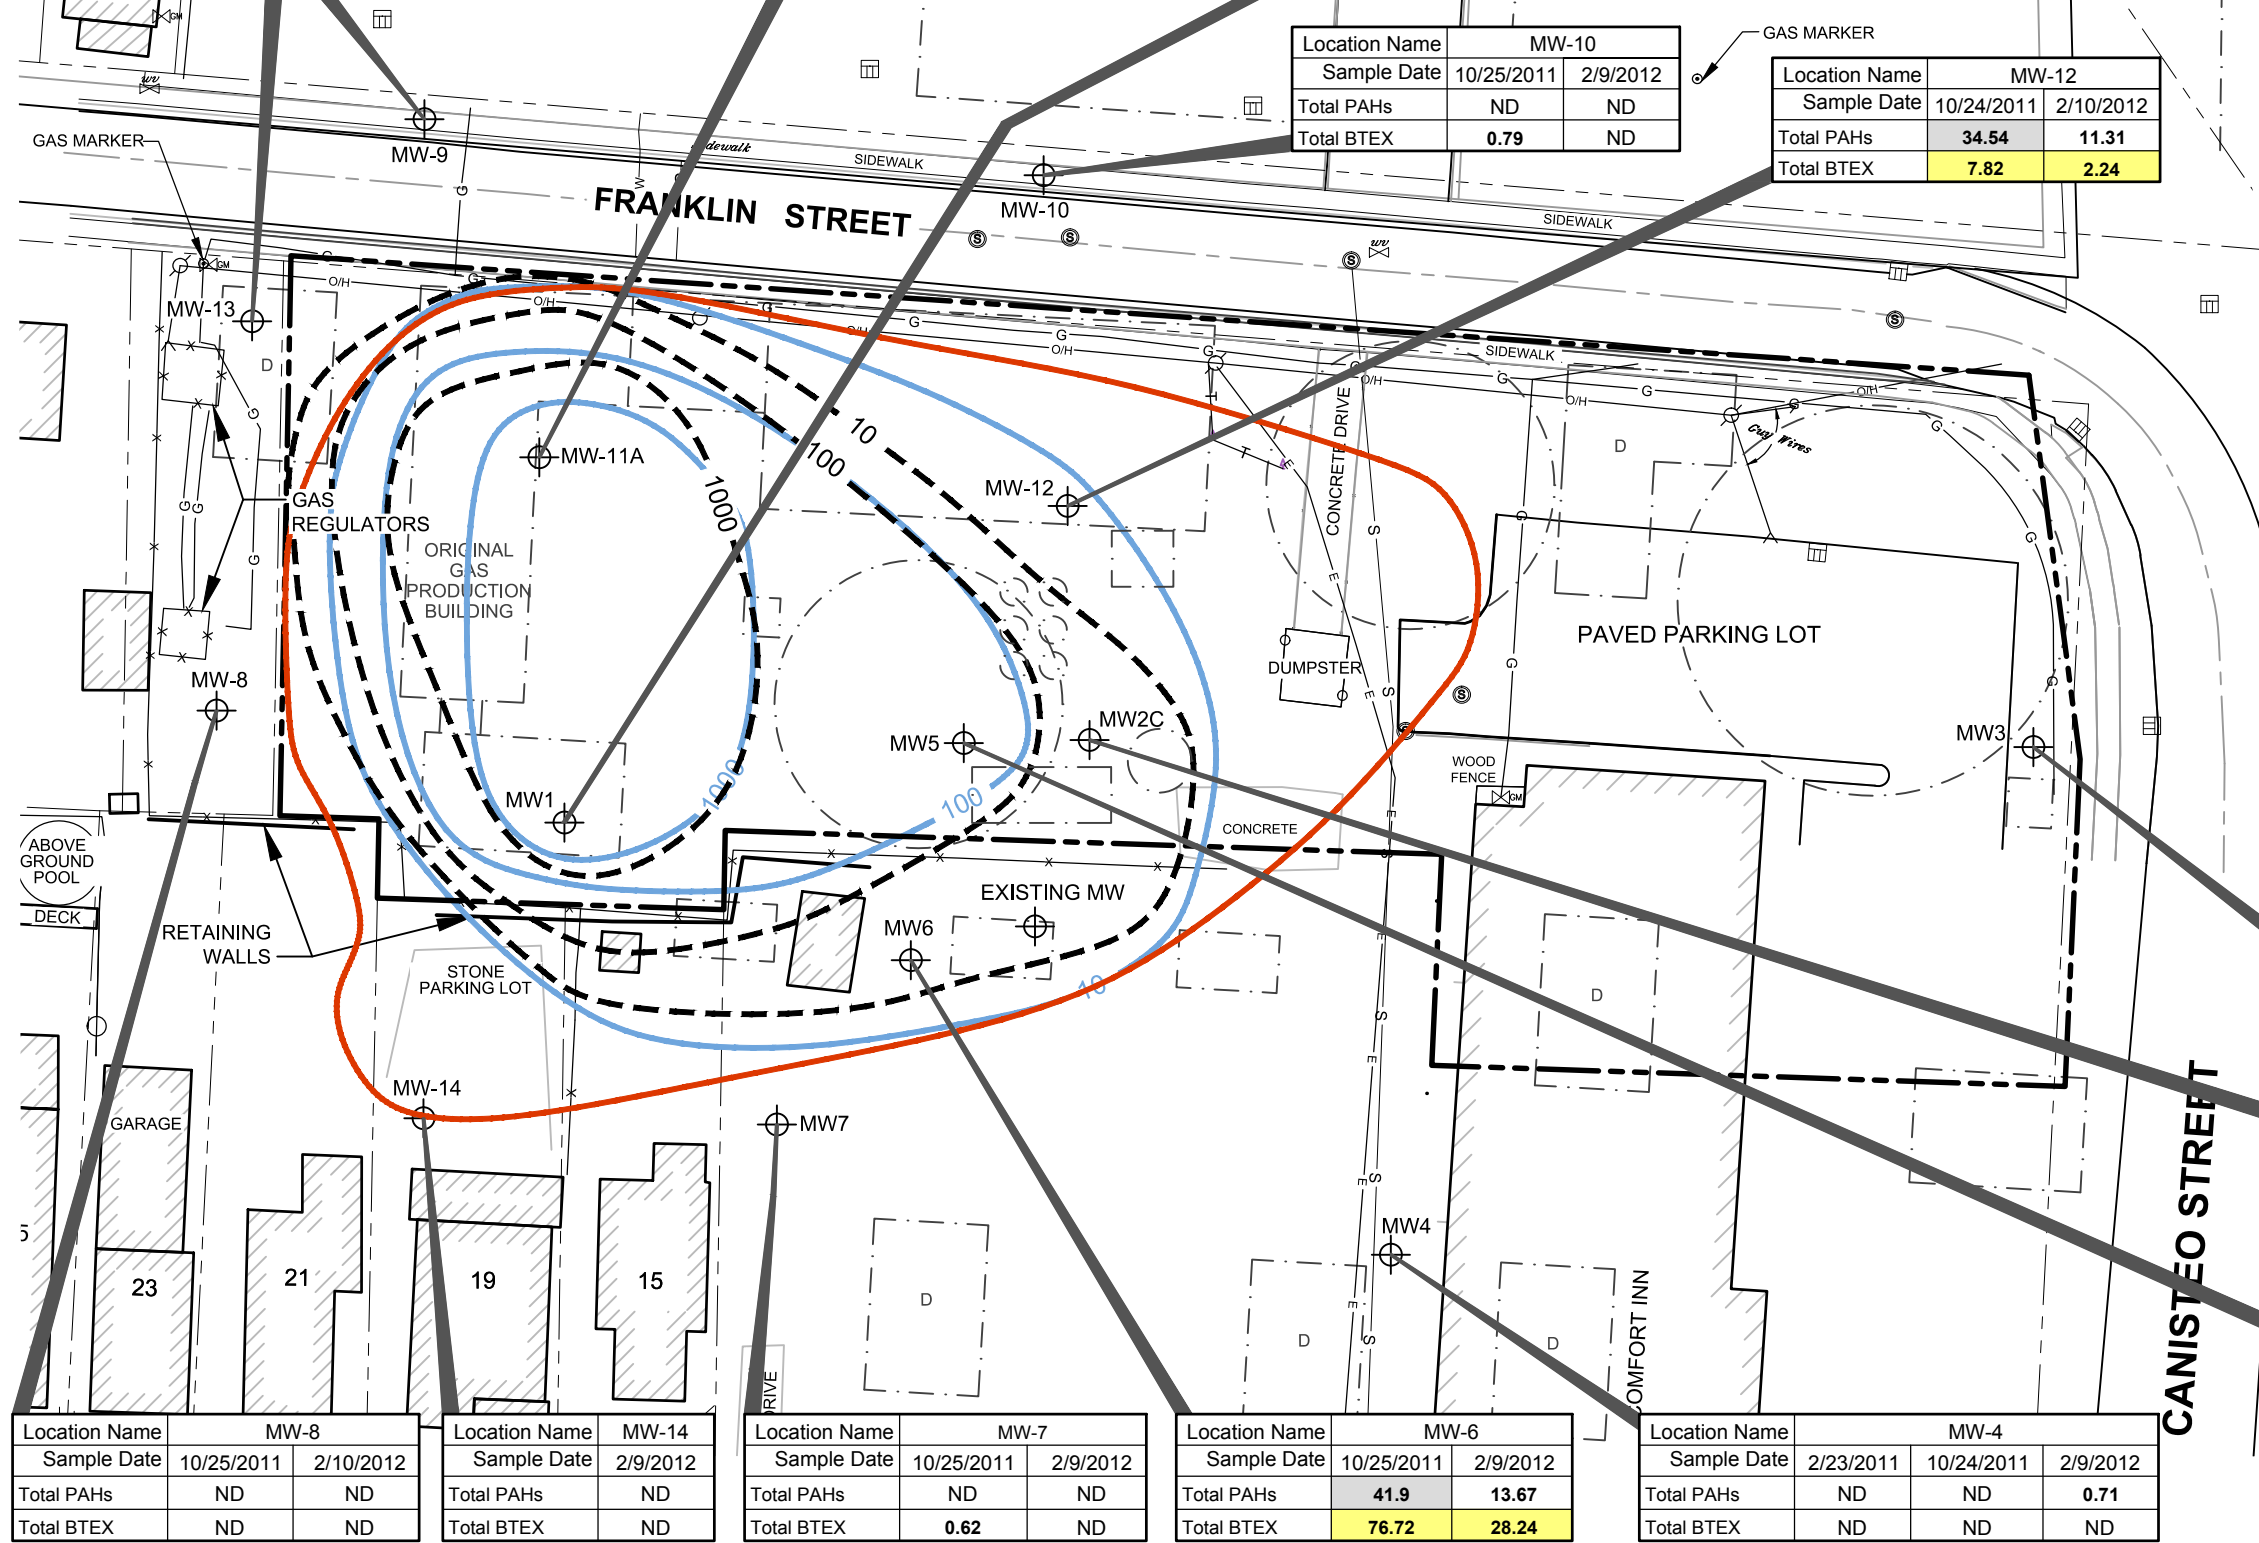 Location Name MW-10
Sample Date 10/25/2011 2/9/2012
Total PAHs ND ND
Total BTEX 0.79 ND
GAS MARKER
Location Name MW-12
Sample Date 10/24/2011 2/10/2012
Total PAHs 34.54 11.31
Total BTEX 7.82 2.24
GM
wv
GAS MARKER
MW-9
sidewalk
SIDEWALK
FRANKLIN STREET
MW-10
SIDEWALK
wv
GM
O/H
MW-13
O/H
O/H
O/H
SIDEWALK
O/H
O/H
O/H
D
D
CONCRETE DRIVE
Guy Wires
10
100
1000
MW-11A
MW-12
GAS
REGULATORS
ORIGINAL
GAS
PRODUCTION
BUILDING
PAVED PARKING LOT
DUMPSTER
MW-8
MW2C
MW5
MW3
WOOD
FENCE
GM
MW1
1000
100
CONCRETE
ABOVE
GROUND
POOL
DECK
RETAINING
WALLS
EXISTING MW
MW6
STONE
PARKING LOT
10
D
MW-14
MW7
GARAGE
CANISTEO STREET
MW4
5
23
21
19
15
D
D
D
OMFORT INN
DRIVE
Location Name MW-8
Sample Date 10/25/2011 2/10/2012
Total PAHs ND ND
Total BTEX ND ND
Location Name MW-14
Sample Date 2/9/2012
Total PAHs ND
Total BTEX ND
Location Name MW-7
Sample Date 10/25/2011 2/9/2012
Total PAHs ND ND
Total BTEX 0.62 ND
Location Name MW-6
Sample Date 10/25/2011 2/9/2012
Total PAHs 41.9 13.67
Total BTEX 76.72 28.24
Location Name MW-4
Sample Date 2/23/2011 10/24/2011 2/9/2012
Total PAHs ND ND 0.71
Total BTEX ND ND ND